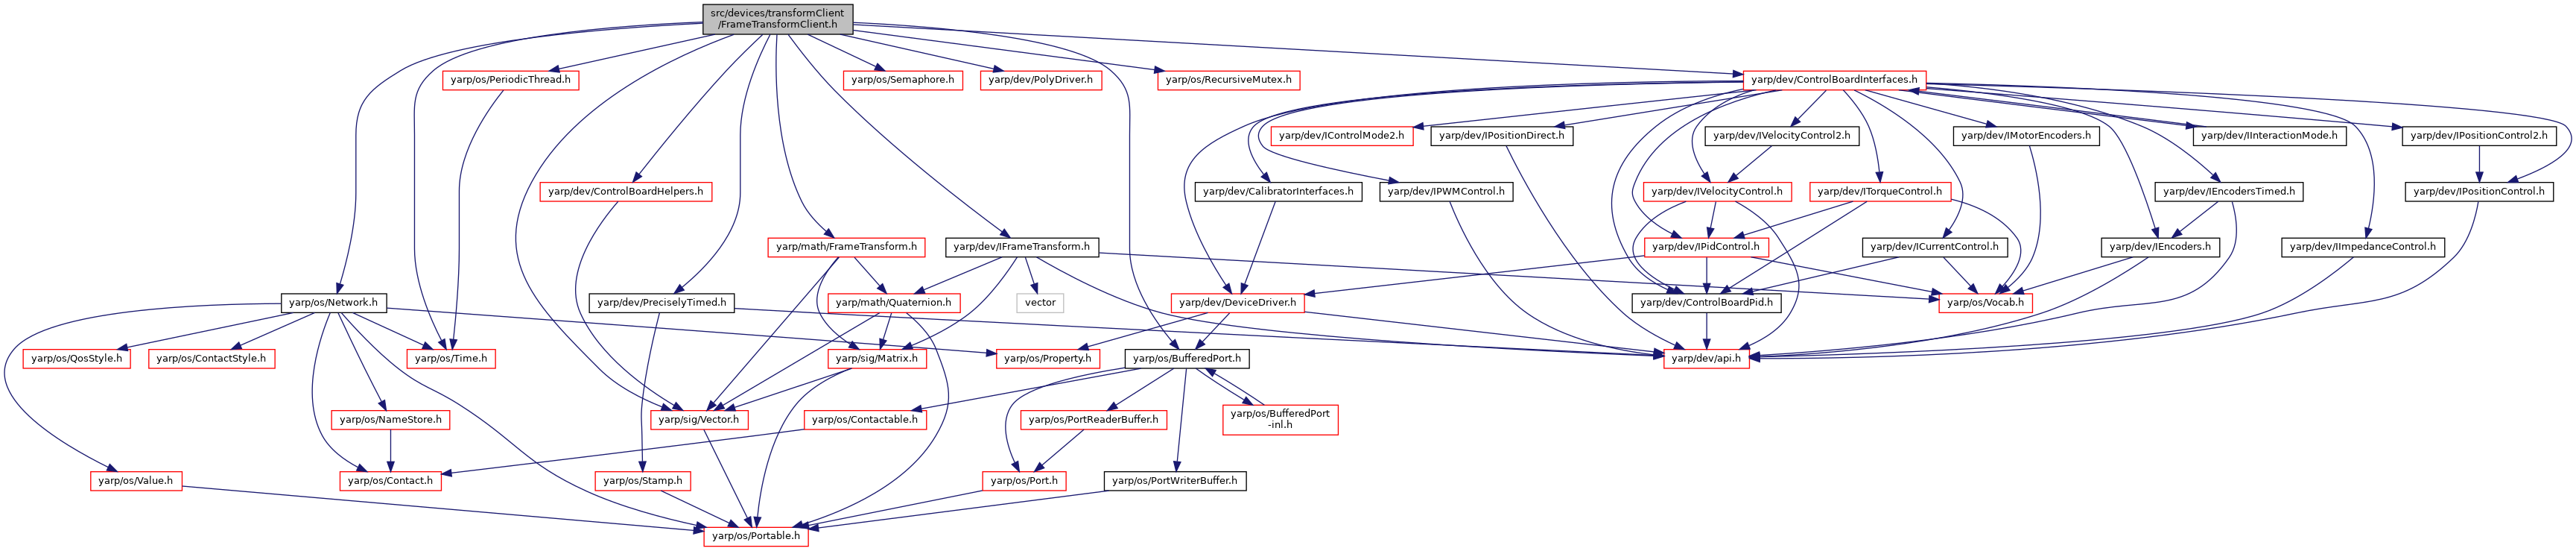 src/devices/transformClient
/FrameTransformClient.h
yarp/os/PeriodicThread.h
yarp/os/Semaphore.h
yarp/dev/PolyDriver.h
yarp/os/RecursiveMutex.h
yarp/dev/ControlBoardInterfaces.h
yarp/dev/IControlMode2.h
yarp/dev/IPositionDirect.h
yarp/dev/IVelocityControl2.h
yarp/dev/IMotorEncoders.h
yarp/dev/IInteractionMode.h
yarp/dev/IPositionControl2.h
yarp/dev/ControlBoardHelpers.h
yarp/dev/CalibratorInterfaces.h
yarp/dev/IPWMControl.h
yarp/dev/IVelocityControl.h
yarp/dev/ITorqueControl.h
yarp/dev/IEncodersTimed.h
yarp/dev/IPositionControl.h
yarp/math/FrameTransform.h
yarp/dev/IFrameTransform.h
yarp/dev/IPidControl.h
yarp/dev/ICurrentControl.h
yarp/dev/IEncoders.h
yarp/dev/IImpedanceControl.h
yarp/os/Network.h
yarp/dev/PreciselyTimed.h
yarp/math/Quaternion.h
vector
yarp/dev/DeviceDriver.h
yarp/dev/ControlBoardPid.h
yarp/os/Vocab.h
yarp/os/QosStyle.h
yarp/os/ContactStyle.h
yarp/os/Time.h
yarp/sig/Matrix.h
yarp/os/Property.h
yarp/os/BufferedPort.h
yarp/dev/api.h
yarp/os/NameStore.h
yarp/sig/Vector.h
yarp/os/Contactable.h
yarp/os/PortReaderBuffer.h
yarp/os/BufferedPort
-inl.h
yarp/os/Value.h
yarp/os/Contact.h
yarp/os/Stamp.h
yarp/os/Port.h
yarp/os/PortWriterBuffer.h
yarp/os/Portable.h